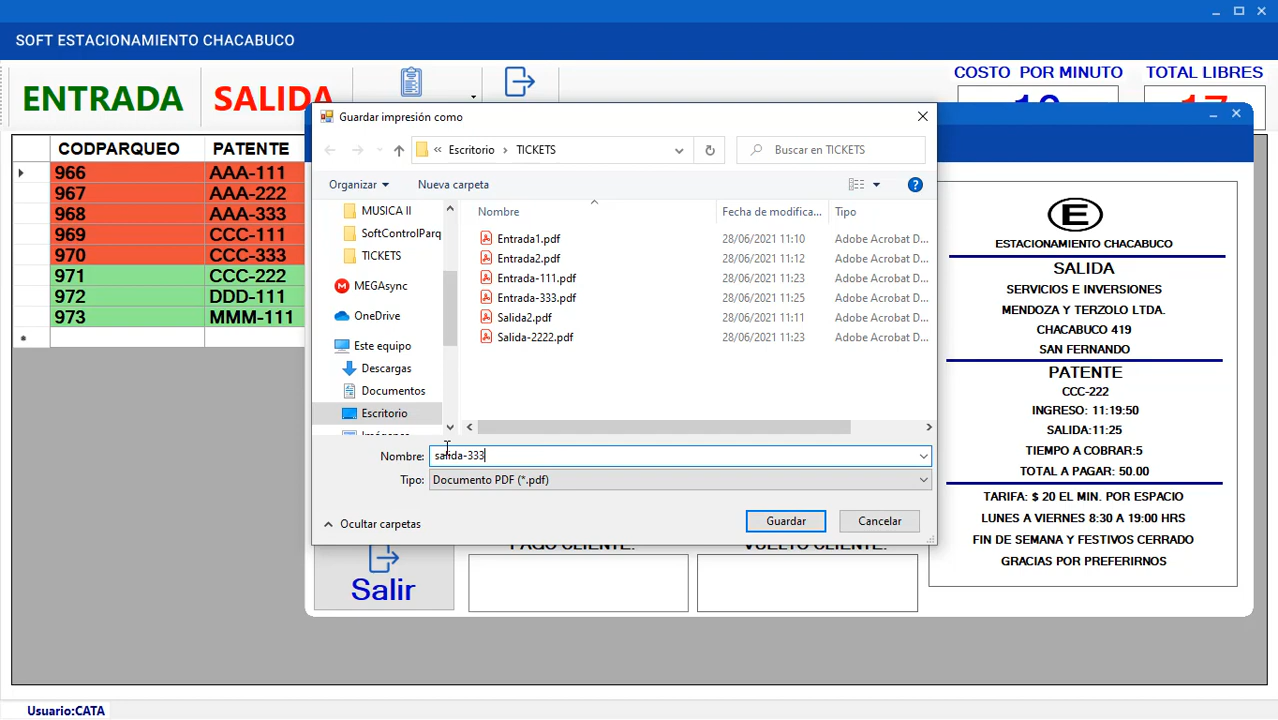 SOFT ESTACIONAMIENTO CHACABUCO
ENTRADA
SALIDA
COSTO POR MINUTO
TOTAL LIBRES
10
17
CODPARQUEO PATENTE
966 AAA-111
967 AAA-222
968 AAA-333
969 CCC-111
970 CCC-333
971 CCC-222
972 DDD-111
973 MMM-111
Guardar impresión como
« Escritorio › TICKETS
Buscar en TICKETS
Organizar
Nueva carpeta
MUSICA II
SoftControlParq
TICKETS
MEGAsync
OneDrive
Este equipo
Descargas
Documentos
Escritorio
Imágenes
Nombre Fecha de modifica... Tipo
Entrada1.pdf 28/06/2021 11:10 Adobe Acrobat D...
Entrada2.pdf 28/06/2021 11:12 Adobe Acrobat D...
Entrada-111.pdf 28/06/2021 11:23 Adobe Acrobat D...
Entrada-333.pdf 28/06/2021 11:25 Adobe Acrobat D...
Salida2.pdf 28/06/2021 11:11 Adobe Acrobat D...
Salida-2222.pdf 28/06/2021 11:23 Adobe Acrobat D...
Nombre: salida-333
Tipo: Documento PDF (*.pdf)
Ocultar carpetas
Guardar
Cancelar
PAGO CLIENTE:
VUELTO CLIENTE:
Salir
E
ESTACIONAMIENTO CHACABUCO
SALIDA
SERVICIOS E INVERSIONES
MENDOZA Y TERZOLO LTDA.
CHACABUCO 419
SAN FERNANDO
PATENTE
CCC-222
INGRESO: 11:19:50
SALIDA:11:25
TIEMPO A COBRAR:5
TOTAL A PAGAR: 50.00
TARIFA: $ 20 EL MIN. POR ESPACIO
LUNES A VIERNES 8:30 A 19:00 HRS
FIN DE SEMANA Y FESTIVOS CERRADO
GRACIAS POR PREFERIRNOS
Usuario:CATA